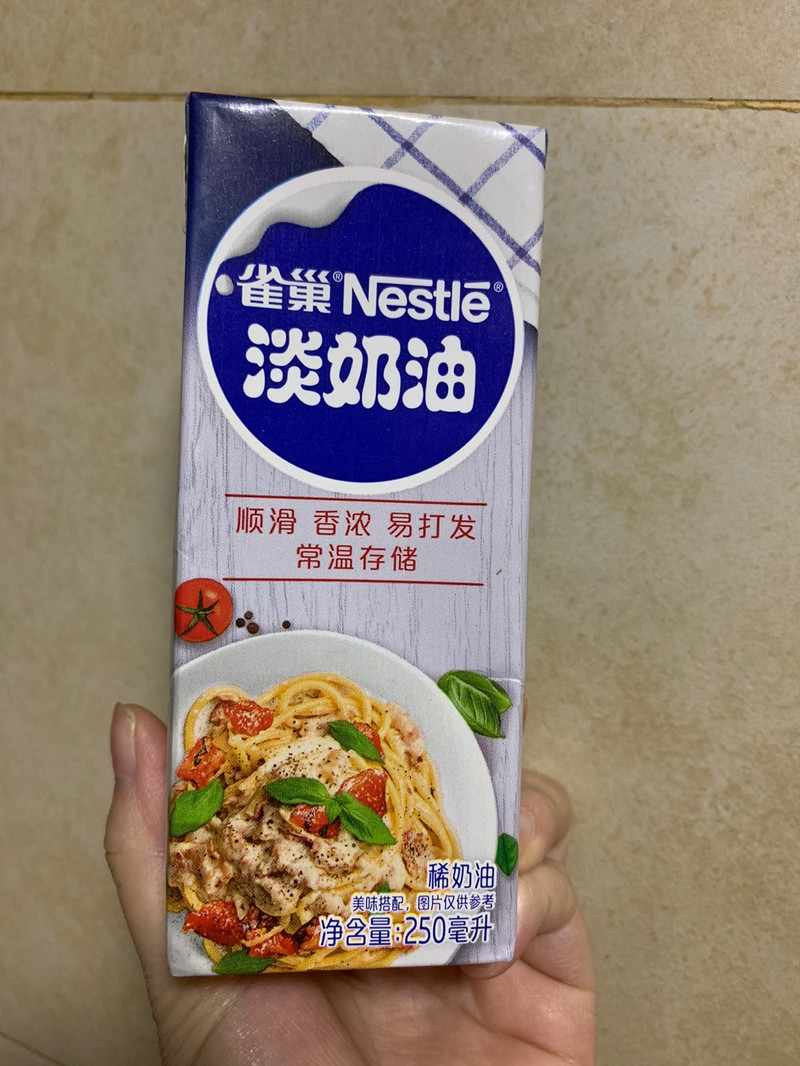 雀巢® Nestlé®
淡奶油
顺滑 香浓 易打发
常温存储
稀奶油
美味搭配，图片仅供参考
净含量:250毫升